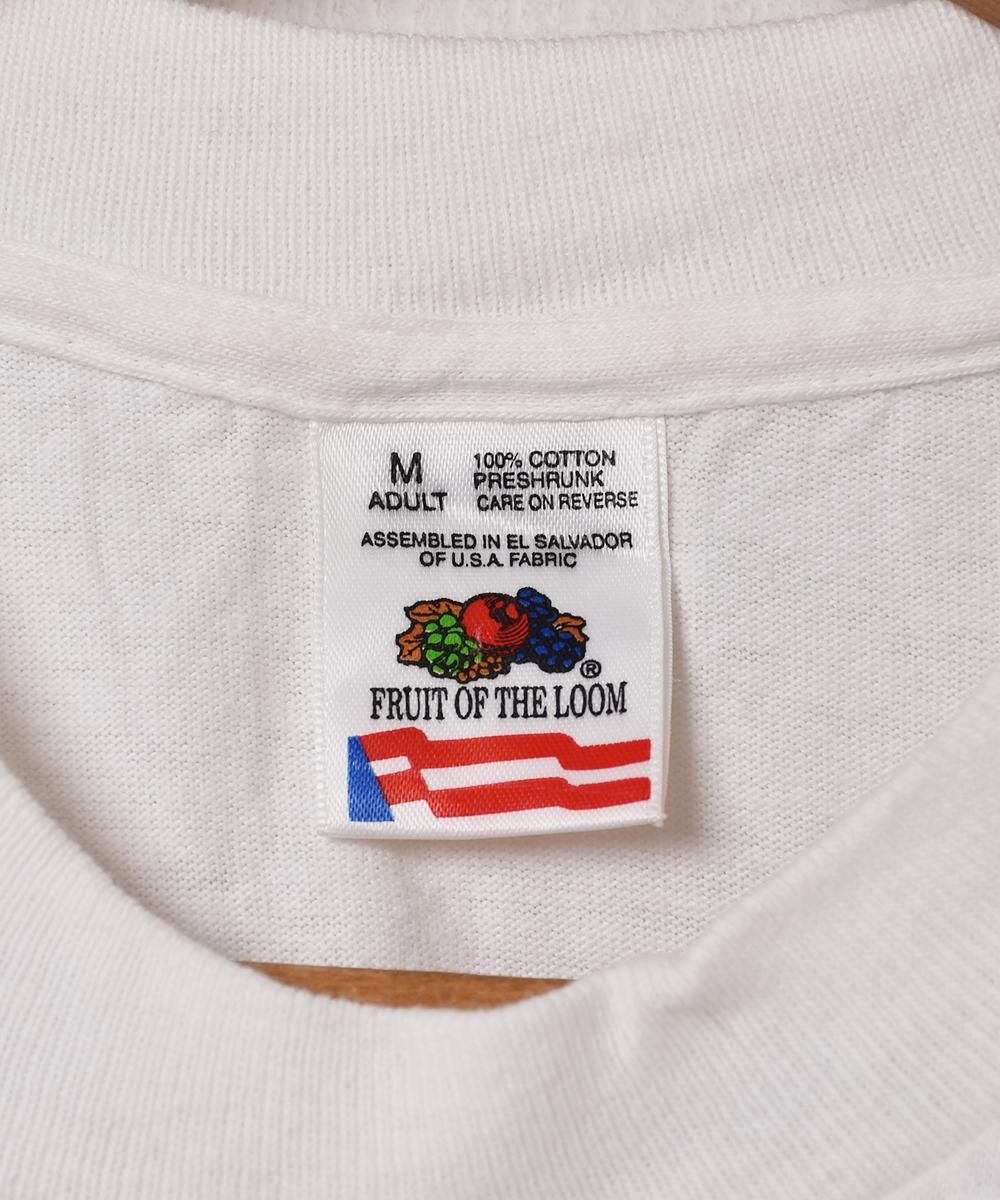 M
ADULT
100% COTTON
PRESHRUNK
CARE ON REVERSE
ASSEMBLED IN EL SALVADOR
OF U.S.A. FABRIC
®
FRUIT OF THE LOOM